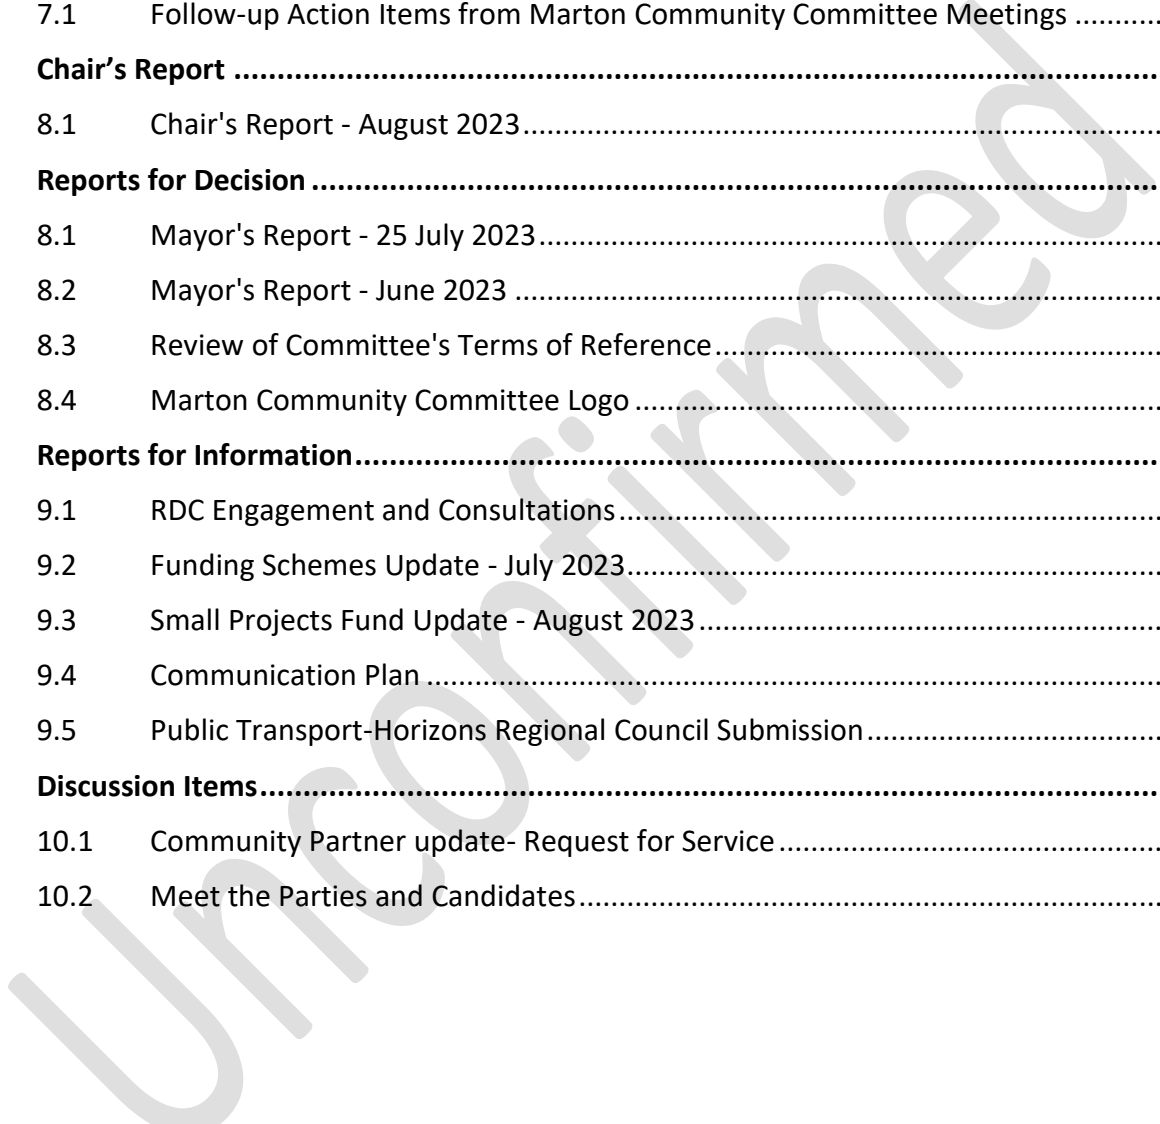 7.1 Follow-up Action Items from Marton Community Committee Meetings ..........
Chair’s Report ..........
8.1 Chair's Report - August 2023 ..........
Reports for Decision ..........
8.1 Mayor's Report - 25 July 2023 ..........
8.2 Mayor's Report - June 2023 ..........
8.3 Review of Committee's Terms of Reference ..........
8.4 Marton Community Committee Logo ..........
Reports for Information ..........
9.1 RDC Engagement and Consultations ..........
9.2 Funding Schemes Update - July 2023 ..........
9.3 Small Projects Fund Update - August 2023 ..........
9.4 Communication Plan ..........
9.5 Public Transport-Horizons Regional Council Submission ..........
Discussion Items ..........
10.1 Community Partner update- Request for Service ..........
10.2 Meet the Parties and Candidates ..........
Unconfirmed